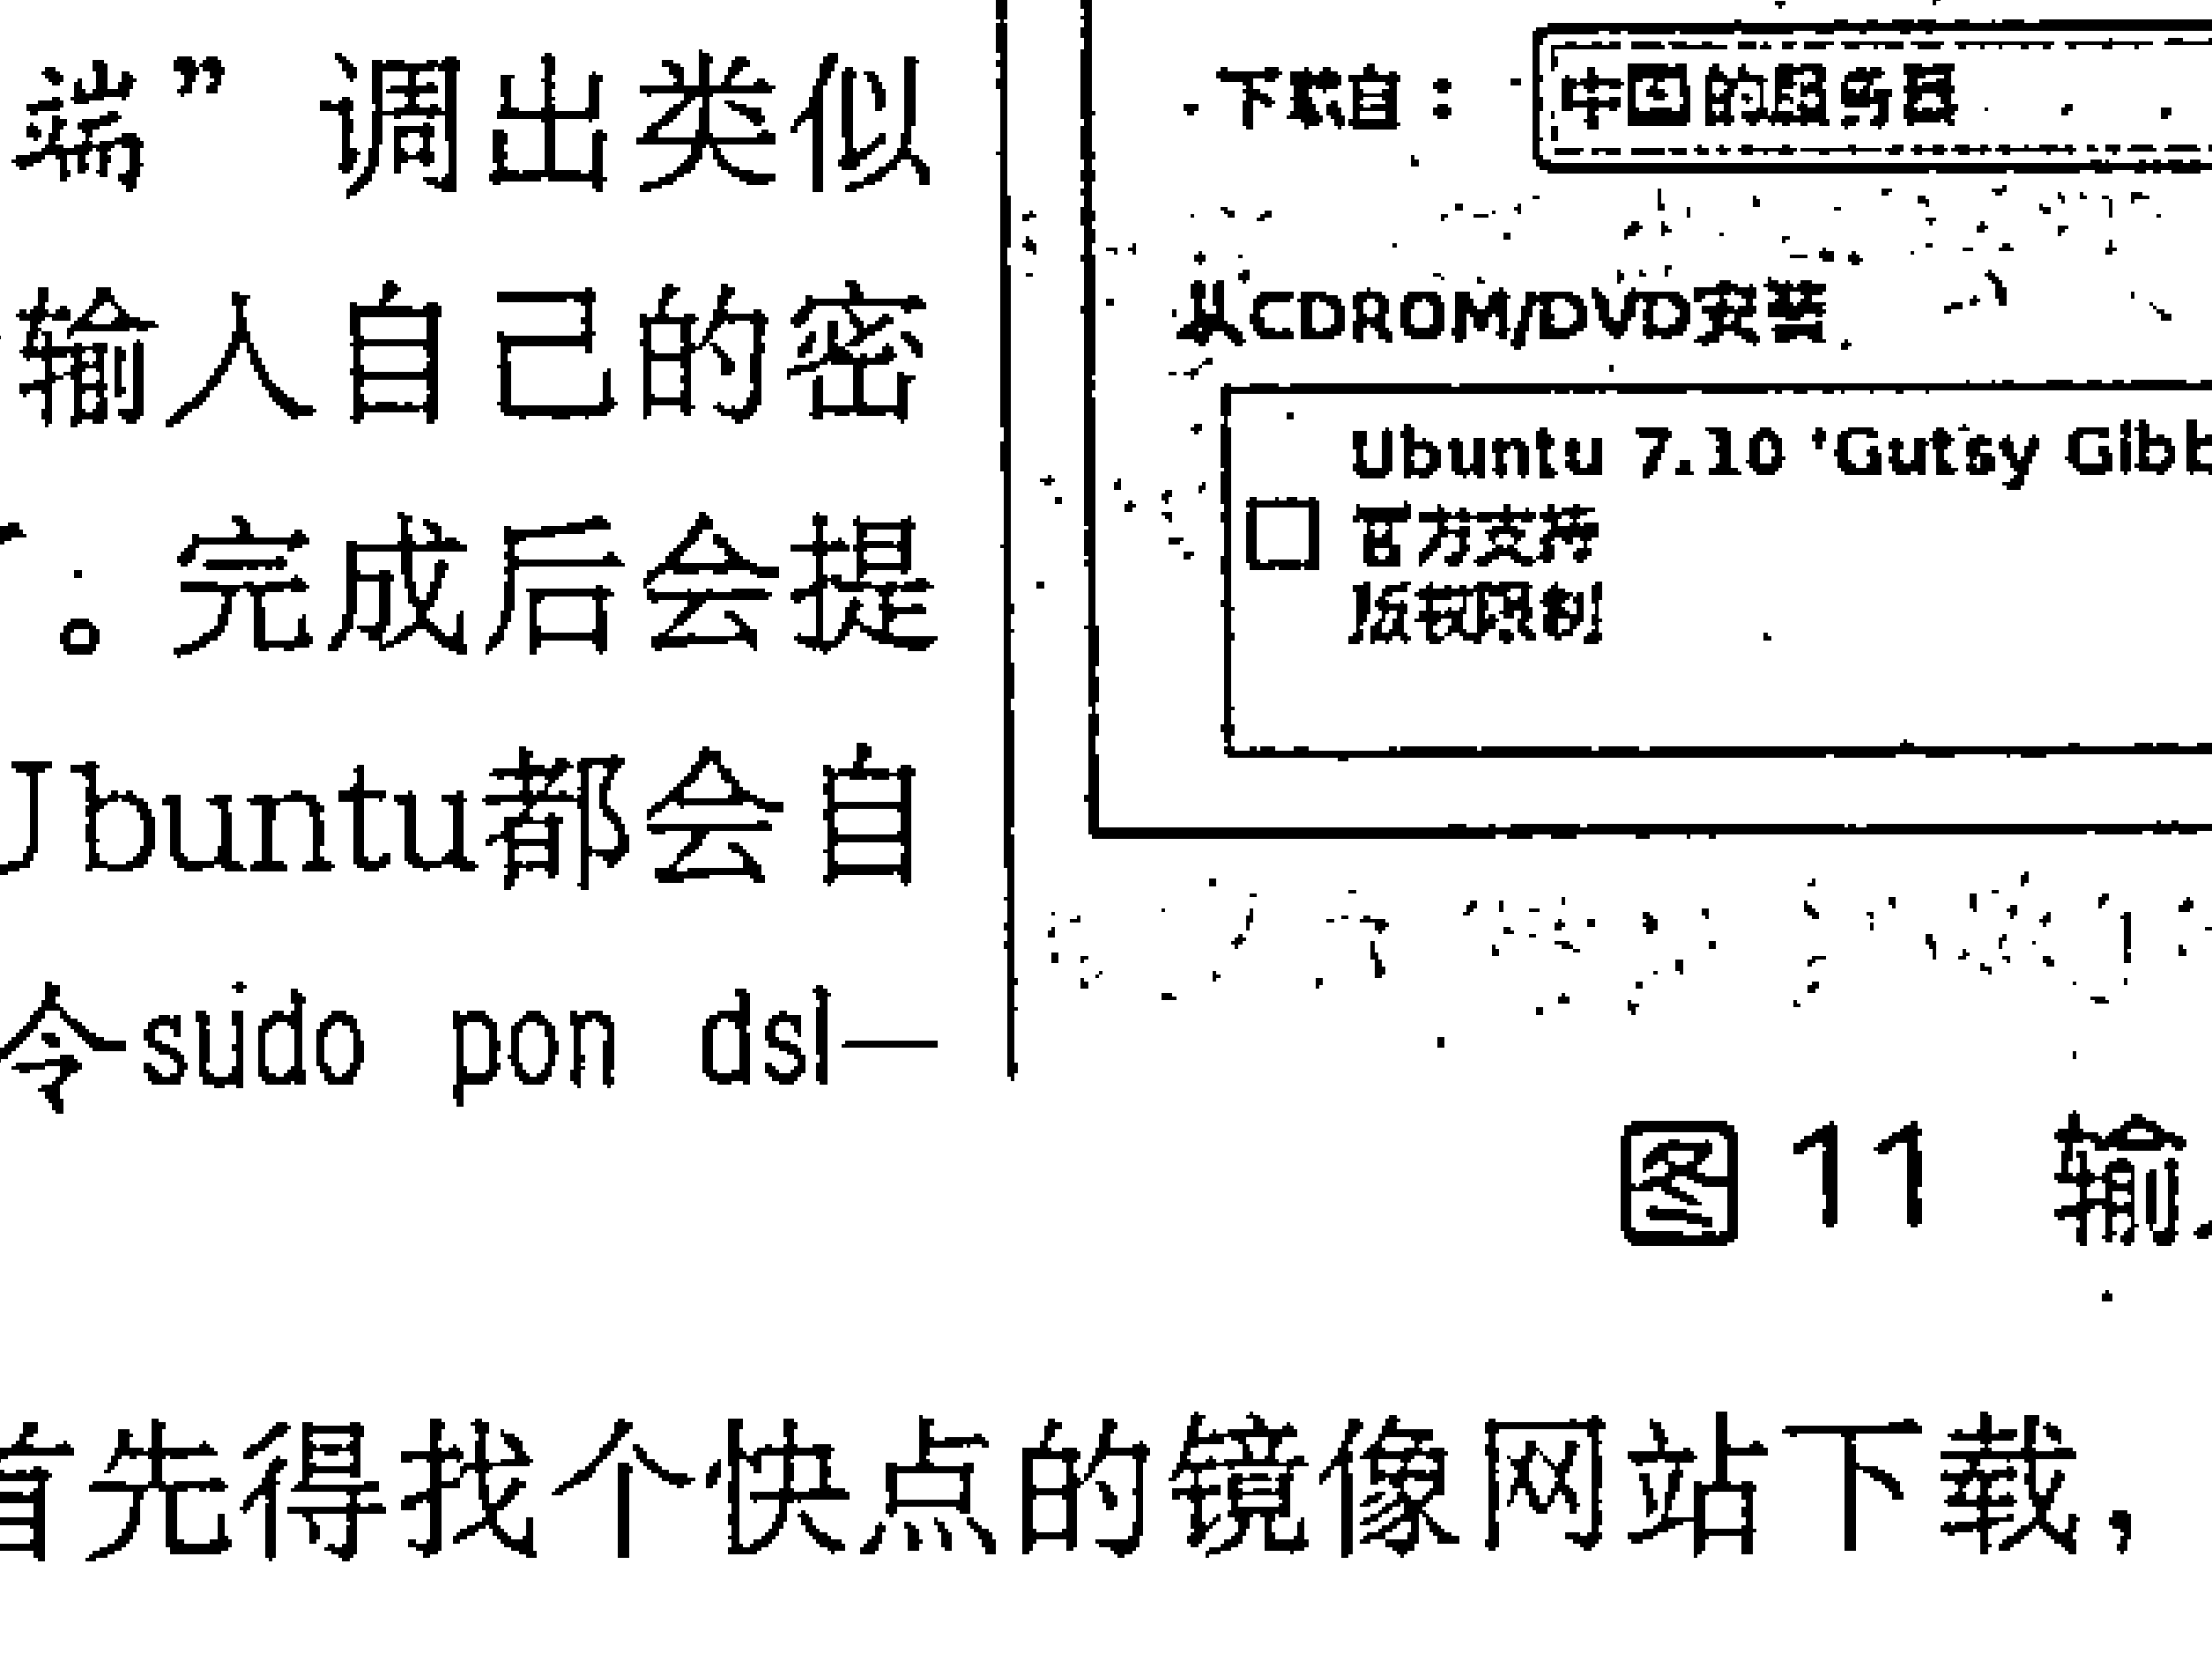 端”调出类似
输入自己的密
。完成后会提
Ubuntu都会自
令sudo pon dsl—
下载自：
中国的服务器
从CDROM/DVD安装
Ubuntu 7.10 'Gutsy Gibb
官方支持
版权限制
图11 输
首先得找个快点的镜像网站下载，